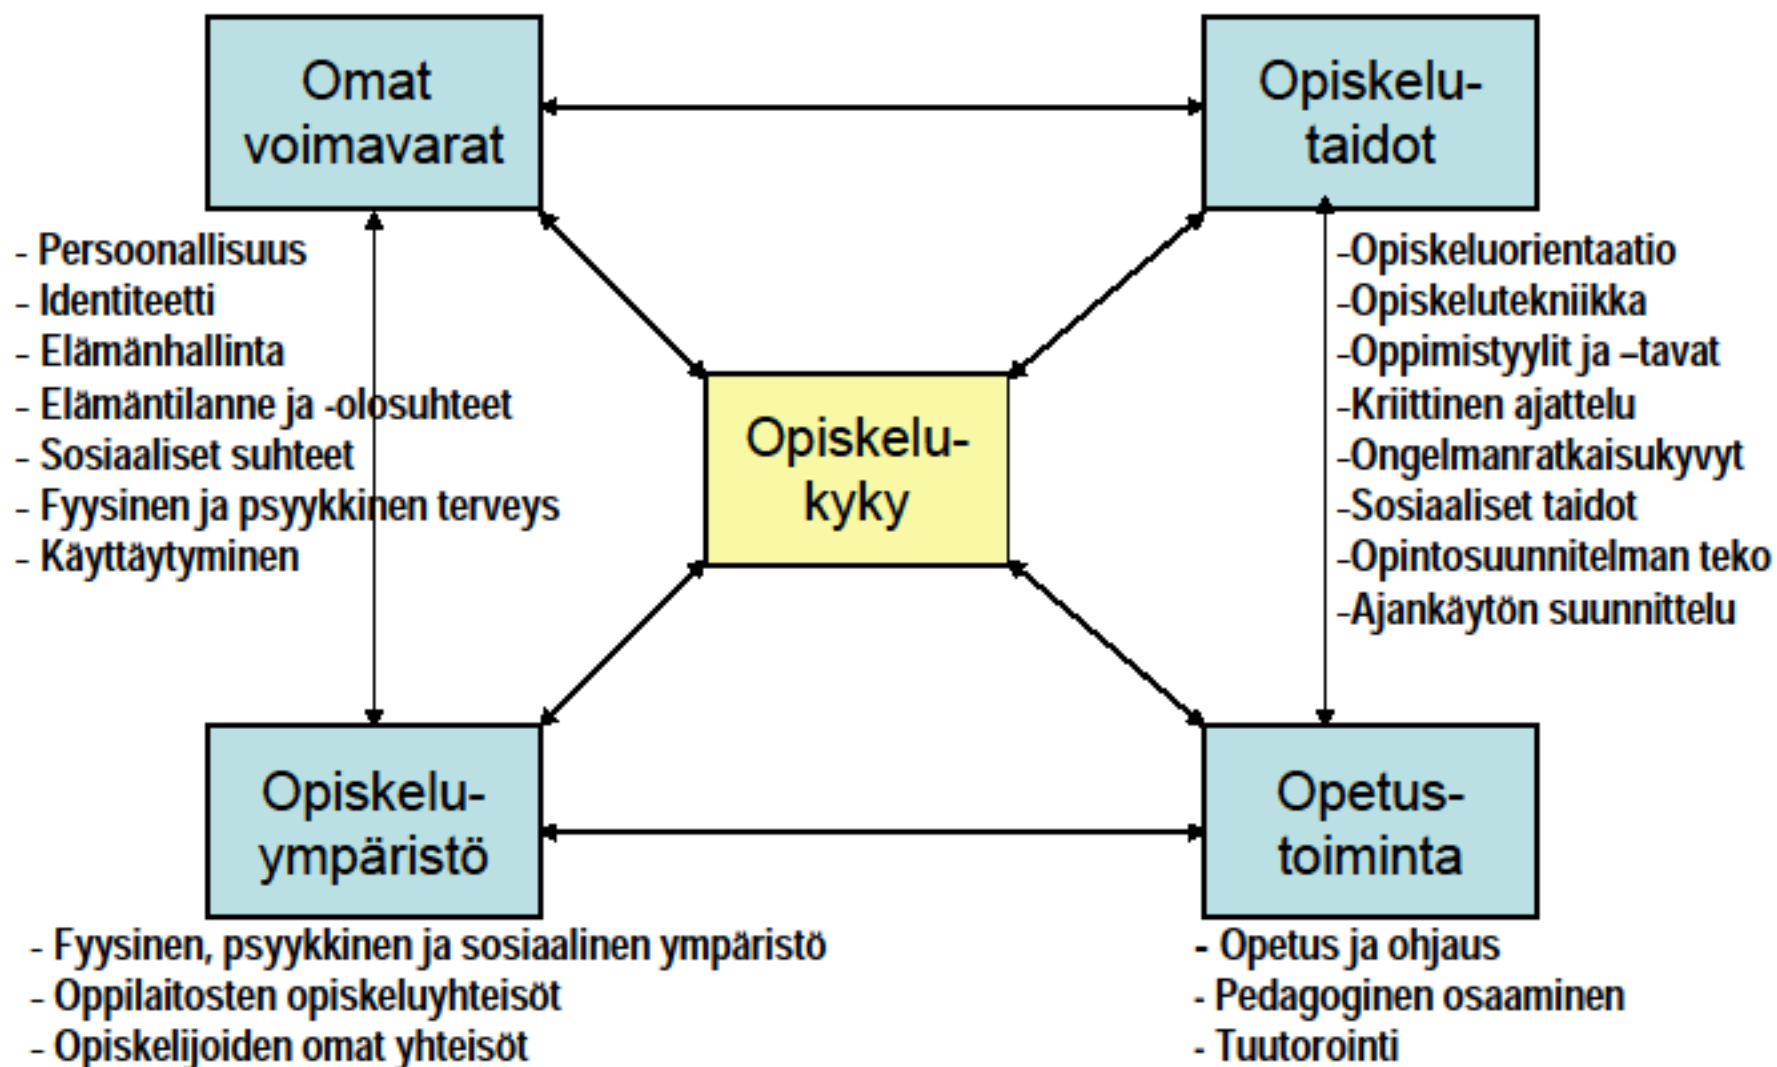 Omat
voimavarat
Opiskelu-
taidot
- Persoonallisuus
- Identiteetti
- Elämänhallinta
- Elämäntilanne ja -olosuhteet
- Sosiaaliset suhteet
- Fyysinen ja psyykkinen terveys
- Käyttäytyminen
Opiskelu-
kyky
-Opiskeluorientaatio
-Opiskelutekniikka
-Oppimistyylit ja –tavat
-Kriittinen ajattelu
-Ongelmanratkaisukyvyt
-Sosiaaliset taidot
-Opintosuunnitelman teko
-Ajankäytön suunnittelu
Opiskelu-
ympäristö
- Fyysinen, psyykkinen ja sosiaalinen ympäristö
- Oppilaitosten opiskeluyhteisöt
- Opiskelijoiden omat yhteisöt
Opetus-
toiminta
- Opetus ja ohjaus
- Pedagoginen osaaminen
- Tuutorointi